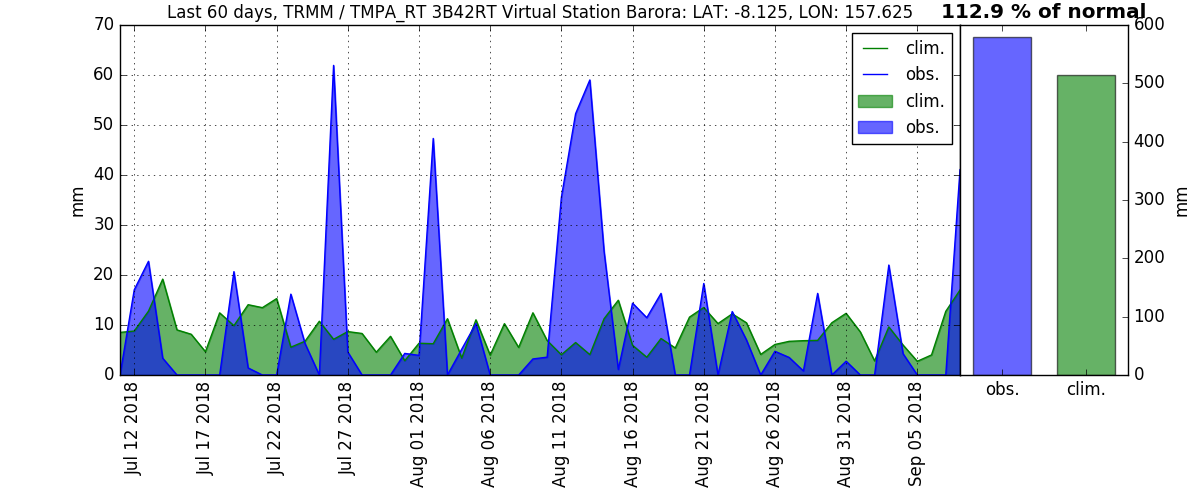 Last 60 days, TRMM / TMPA_RT 3B42RT Virtual Station Barora: LAT: -8.125, LON: 157.625
112.9 % of normal
70
60
50
40
30
20
10
0
mm
clim.
obs.
clim.
obs.
600
500
400
300
200
100
0
mm
obs.
clim.
Jul 12 2018
Jul 17 2018
Jul 22 2018
Jul 27 2018
Aug 01 2018
Aug 06 2018
Aug 11 2018
Aug 16 2018
Aug 21 2018
Aug 26 2018
Aug 31 2018
Sep 05 2018